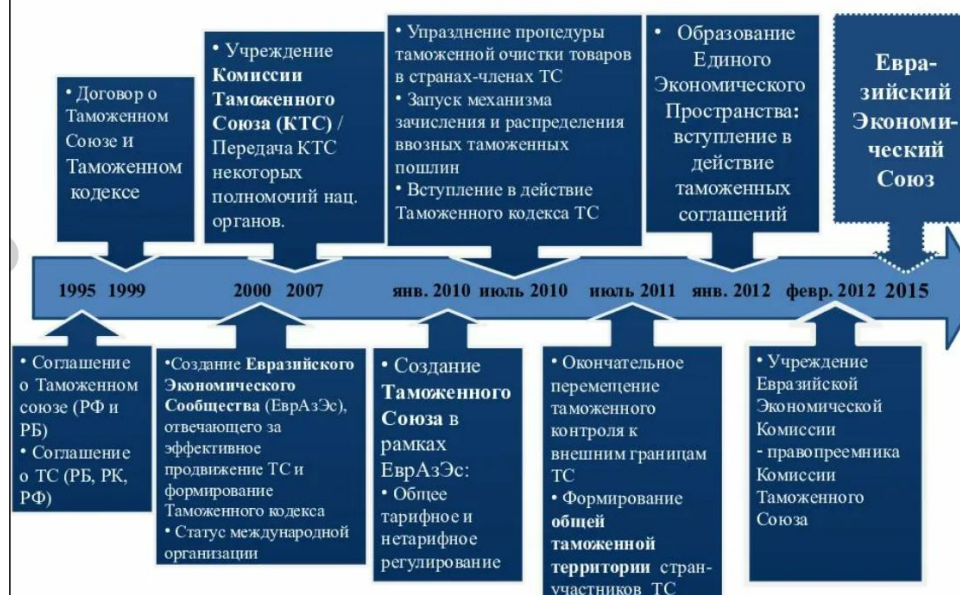 • Договор о
Таможенном
Союзе и
Таможенном
кодексе
• Учреждение
Комиссии
Таможенного
Союза (КТС) /
Передача КТС
некоторых
полномочий нац.
органов.
• Упразднение процедуры
таможенной очистки товаров
в странах-членах ТС
• Запуск механизма
зачисления и распределения
ввозных таможенных
пошлин
• Вступление в действие
Таможенного кодекса ТС
• Образование
Единого
Экономического
Пространства:
вступление в
действие
таможенных
соглашений
Евра-
зийский
Экономи-
ческий
Союз
1995 1999 2000 2007 янв. 2010 июль 2010 июль 2011 янв. 2012 февр. 2012 2015
• Соглашение
о Таможенном
союзе (РФ и
РБ)
• Соглашение
о ТС (РБ, РК,
РФ)
•Создание Евразийского
Экономического
Сообщества (ЕврАзЭс),
отвечающего за
эффективное
продвижение ТС и
формирование
Таможенного кодекса
• Статус международной
организации
• Создание
Таможенного
Союза в
рамках
ЕврАзЭс:
• Общее
тарифное и
нетарифное
регулирование
• Окончательное
перемещение
таможенного
контроля к
внешним границам
ТС
• Формирование
общей
таможенной
территории стран-
участников ТС
• Учреждение
Евразийской
Экономической
Комиссии
- правопреемника
Комиссии
Таможенного
Союза